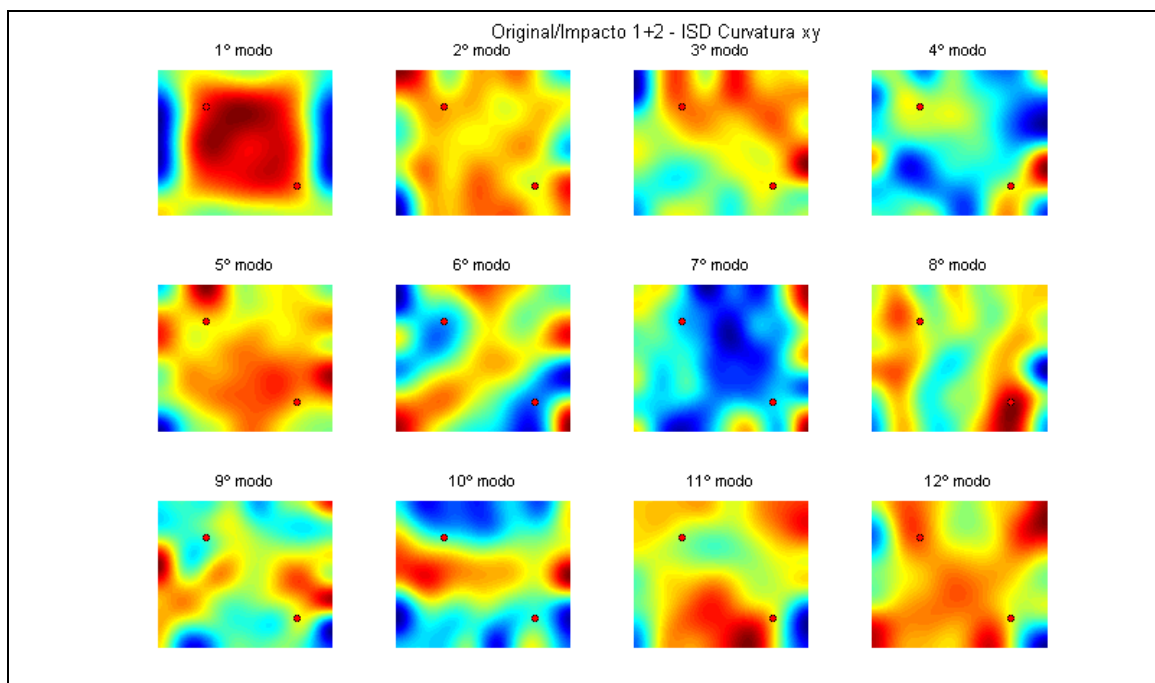 Original/Impacto 1+2 - ISD Curvatura xy
1º modo
2º modo
3º modo
4º modo
5º modo
6º modo
7º modo
8º modo
9º modo
10º modo
11º modo
12º modo